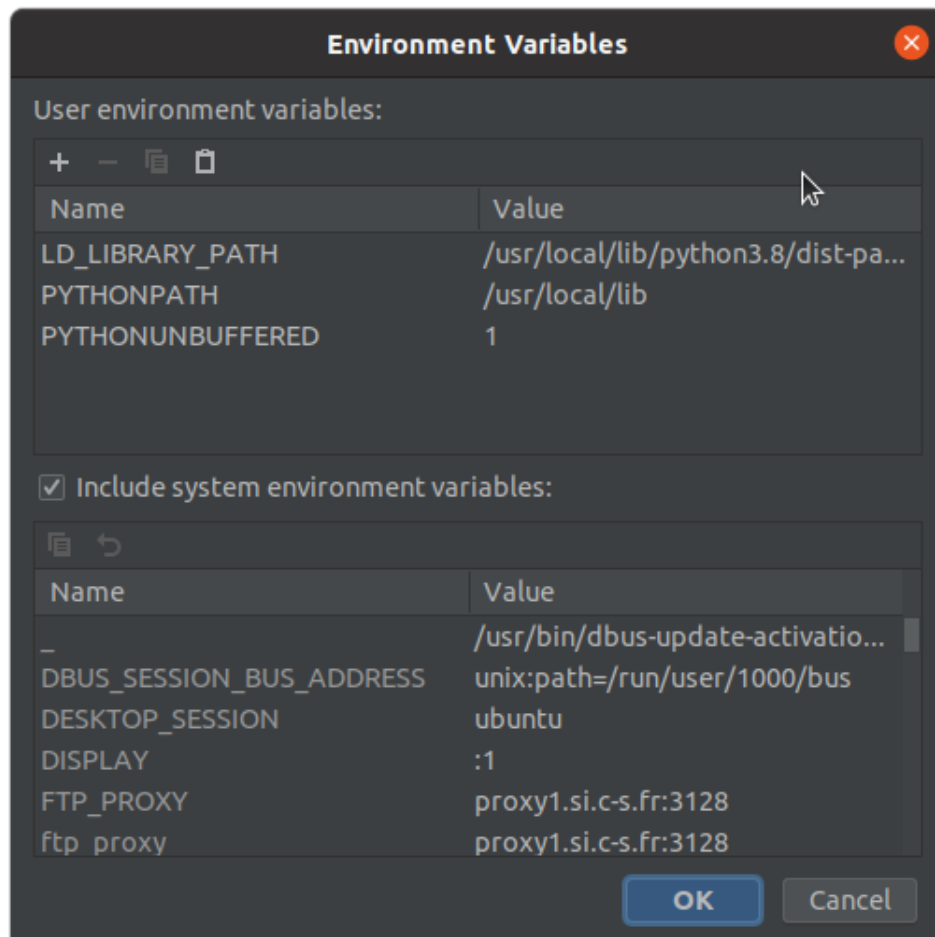 Environment Variables
User environment variables:
Name Value
LD_LIBRARY_PATH /usr/local/lib/python3.8/dist-pa...
PYTHONPATH /usr/local/lib
PYTHONUNBUFFERED 1
Include system environment variables:
Name Value
_ /usr/bin/dbus-update-activatio...
DBUS_SESSION_BUS_ADDRESS unix:path=/run/user/1000/bus
DESKTOP_SESSION ubuntu
DISPLAY :1
FTP_PROXY proxy1.si.c-s.fr:3128
ftp_proxy proxy1.si.c-s.fr:3128
OK Cancel